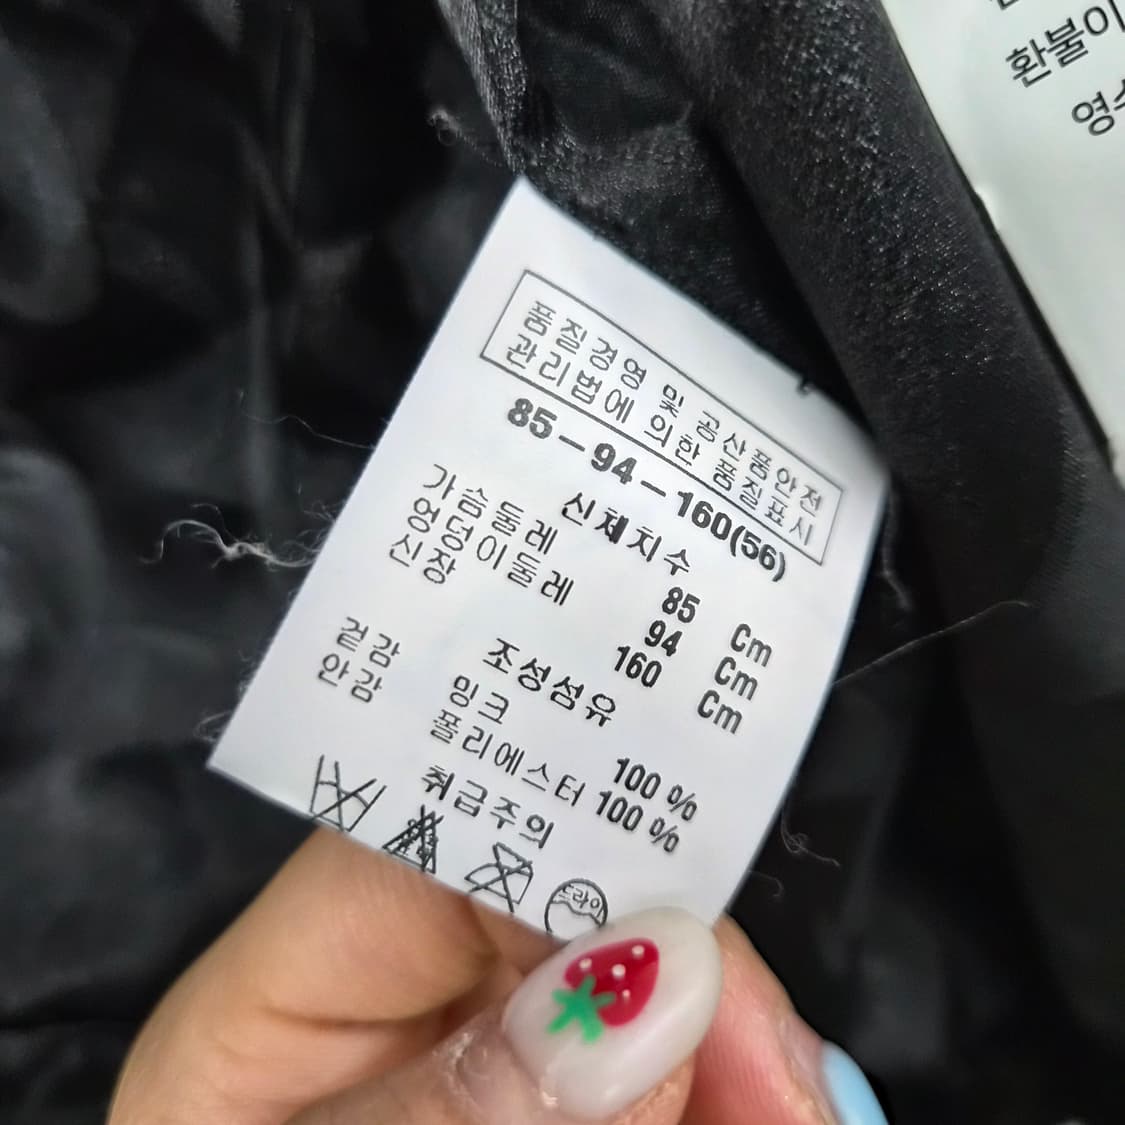 환불이
품질경영 및 공산품안전
관리법에 의한 품질표시
85-94-160(56)
신체치수
가슴둘레 85 Cm
엉덩이둘레 94 Cm
신장 160 Cm
조성섬유
겉감 밍크 100 %
안감 폴리에스터 100 %
취급주의
드라이